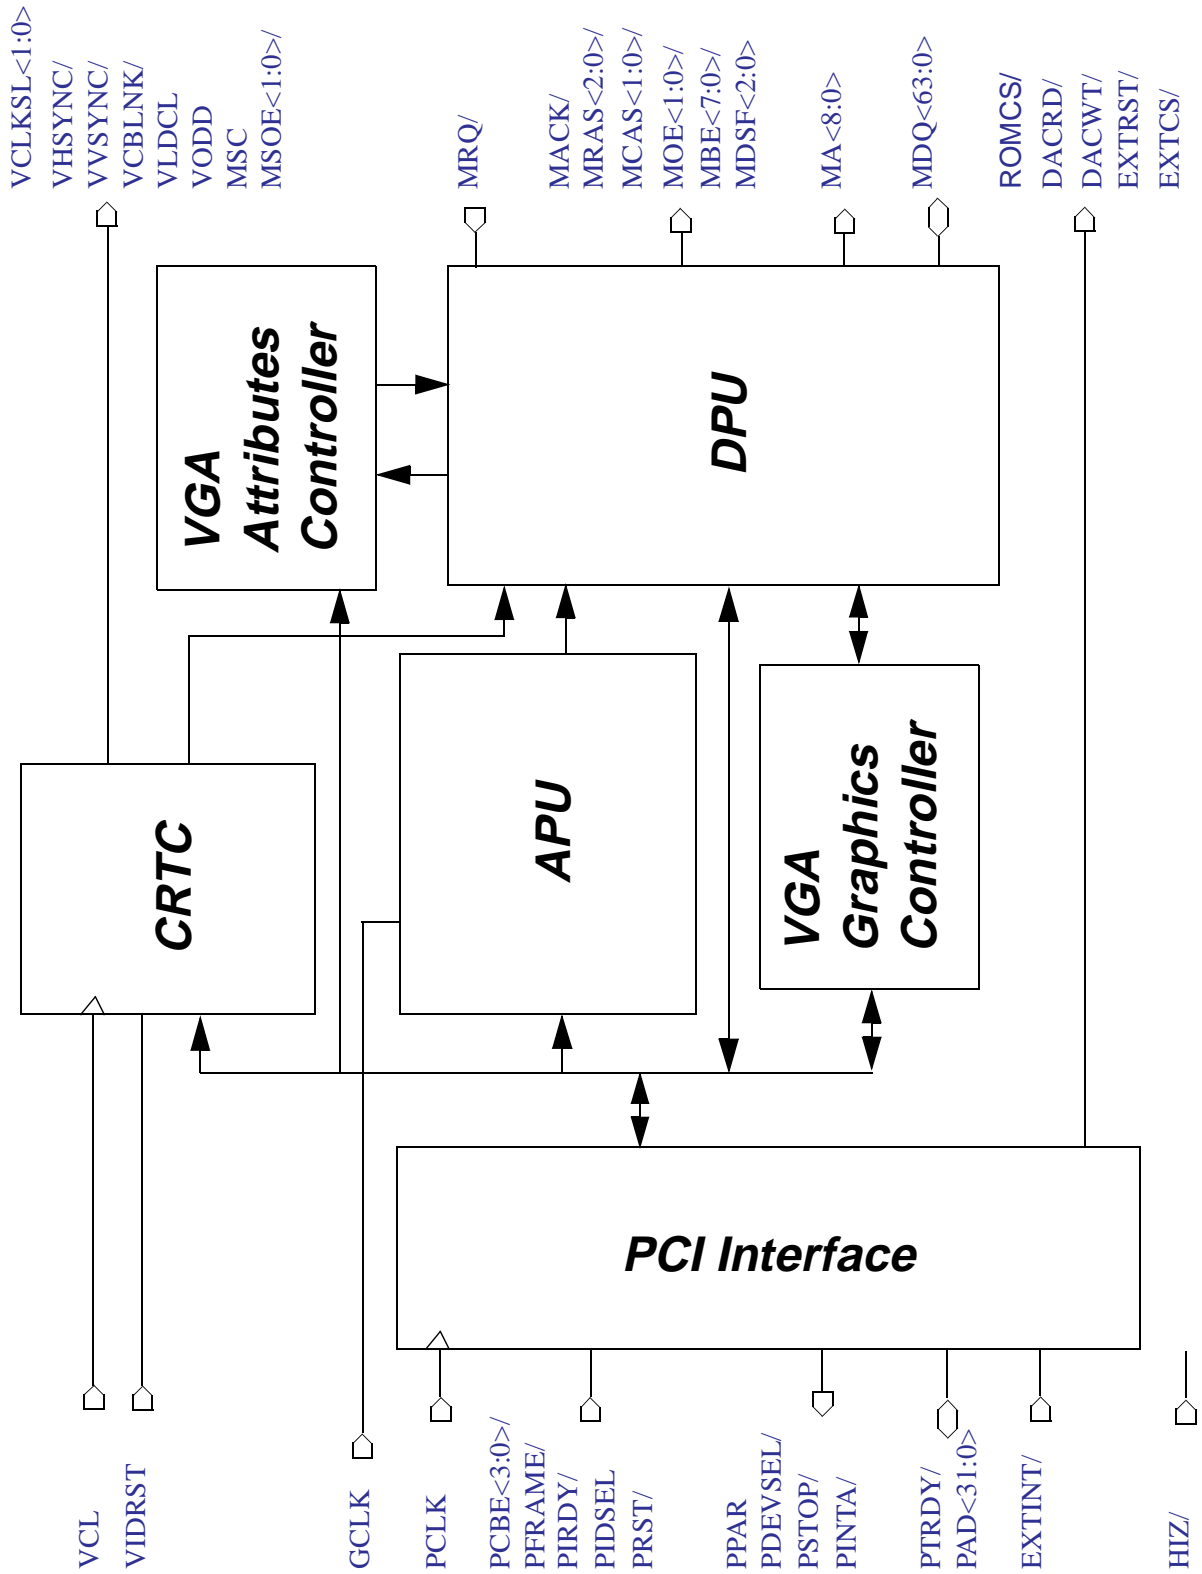 VCLKSL<1:0>
VHSYNC/
VVSYNC/
VCBLNK/
VLDCL
VODD
MSC
MSOE<1:0>/
MRQ/
MACK/
MRAS<2:0>/
MCAS<1:0>/
MOE<1:0>/
MBE<7:0>/
MDSF<2:0>
MA<8:0>
MDQ<63:0>
ROMCS/
DACRD/
DACWT/
EXTRST/
EXTCS/
VGA
Attributes
Controller
DPU
CRTC
APU
VGA
Graphics
Controller
PCI Interface
VCL
VIDRST
GCLK
PCLK
PCBE<3:0>/
PFRAME/
PIRDY/
PIDSEL
PRST/
PPAR
PDEVSEL/
PSTOP/
PINTA/
PTRDY/
PAD<31:0>
EXTINT/
HIZ/